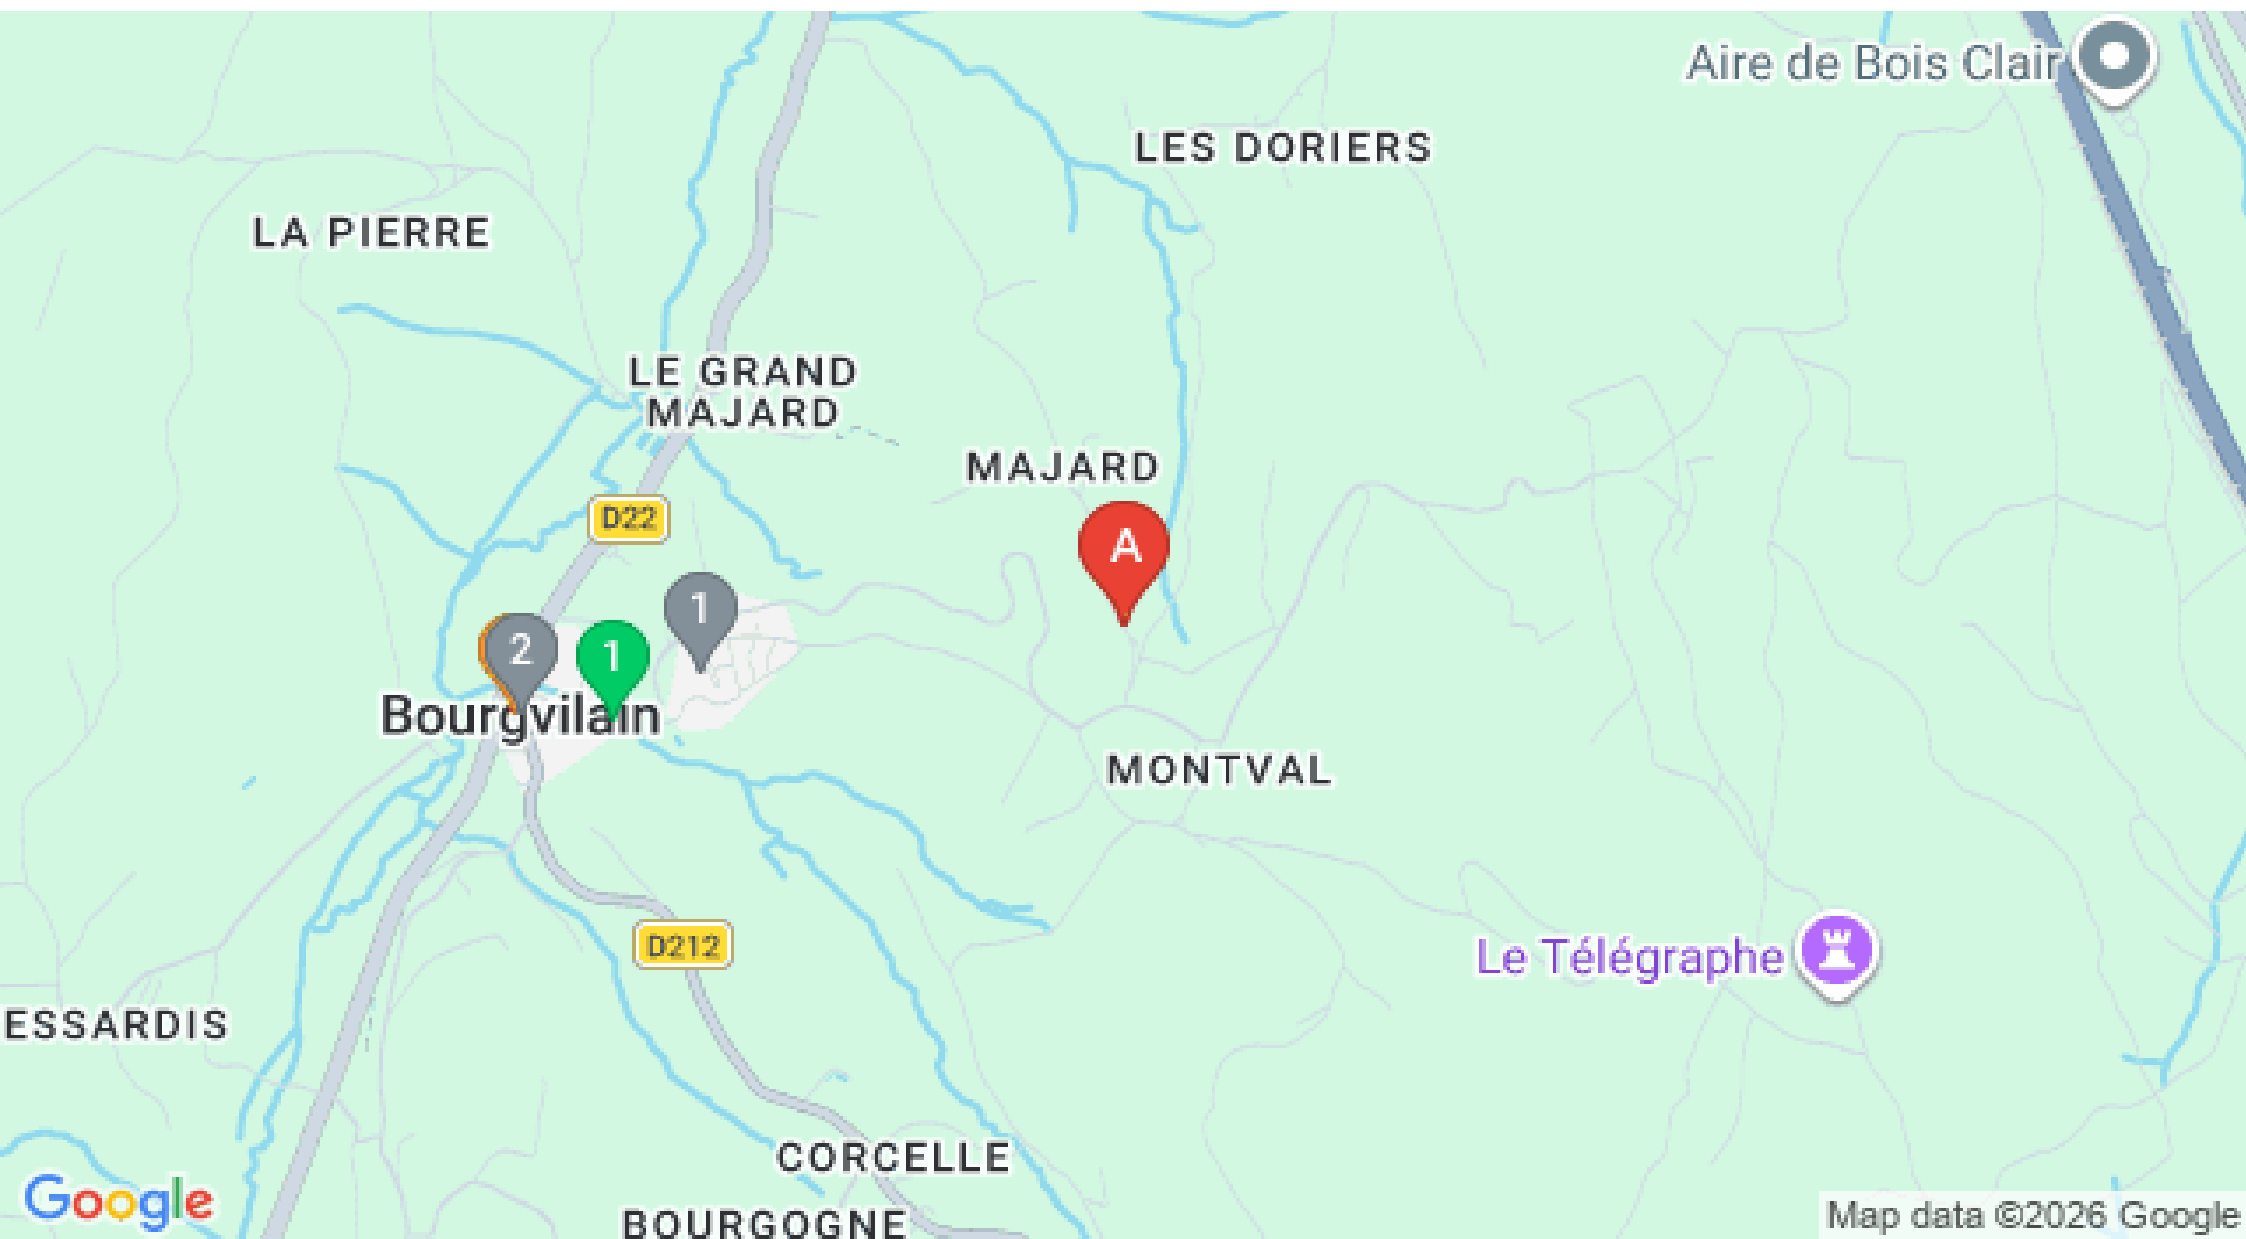 Aire de Bois Clair
LES DORIERS
LA PIERRE
LE GRAND
MAJARD
MAJARD
D22
A
1
2
1
Bourgvilain
MONTVAL
D212
Le Télégraphe
ESSARDIS
CORCELLE
Google
BOURGOGNE
Map data ©2026 Google